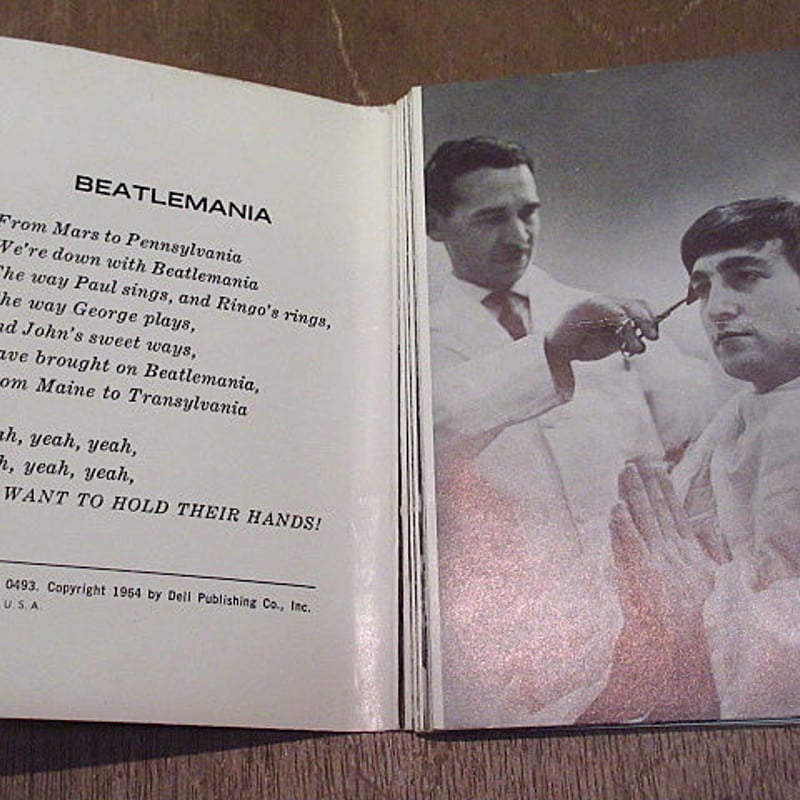 BEATLEMANIA
From Mars to Pennsylvania
We're down with Beatlemania
The way Paul sings, and Ringo's rings,
he way George plays,
nd John's sweet ways,
ave brought on Beatlemania,
om Maine to Transylvania
ah, yeah, yeah,
h, yeah, yeah,
WANT TO HOLD THEIR HANDS!
0493. Copyright 1964 by Dell Publishing Co., Inc.
U.S.A.